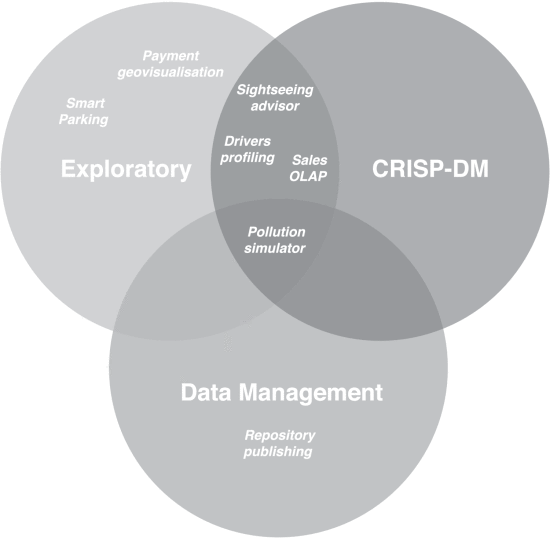 Payment
geovisualisation
Smart
Parking
Sightseeing
advisor
Drivers
profiling
Sales
OLAP
Exploratory
CRISP-DM
Pollution
simulator
Data Management
Repository
publishing